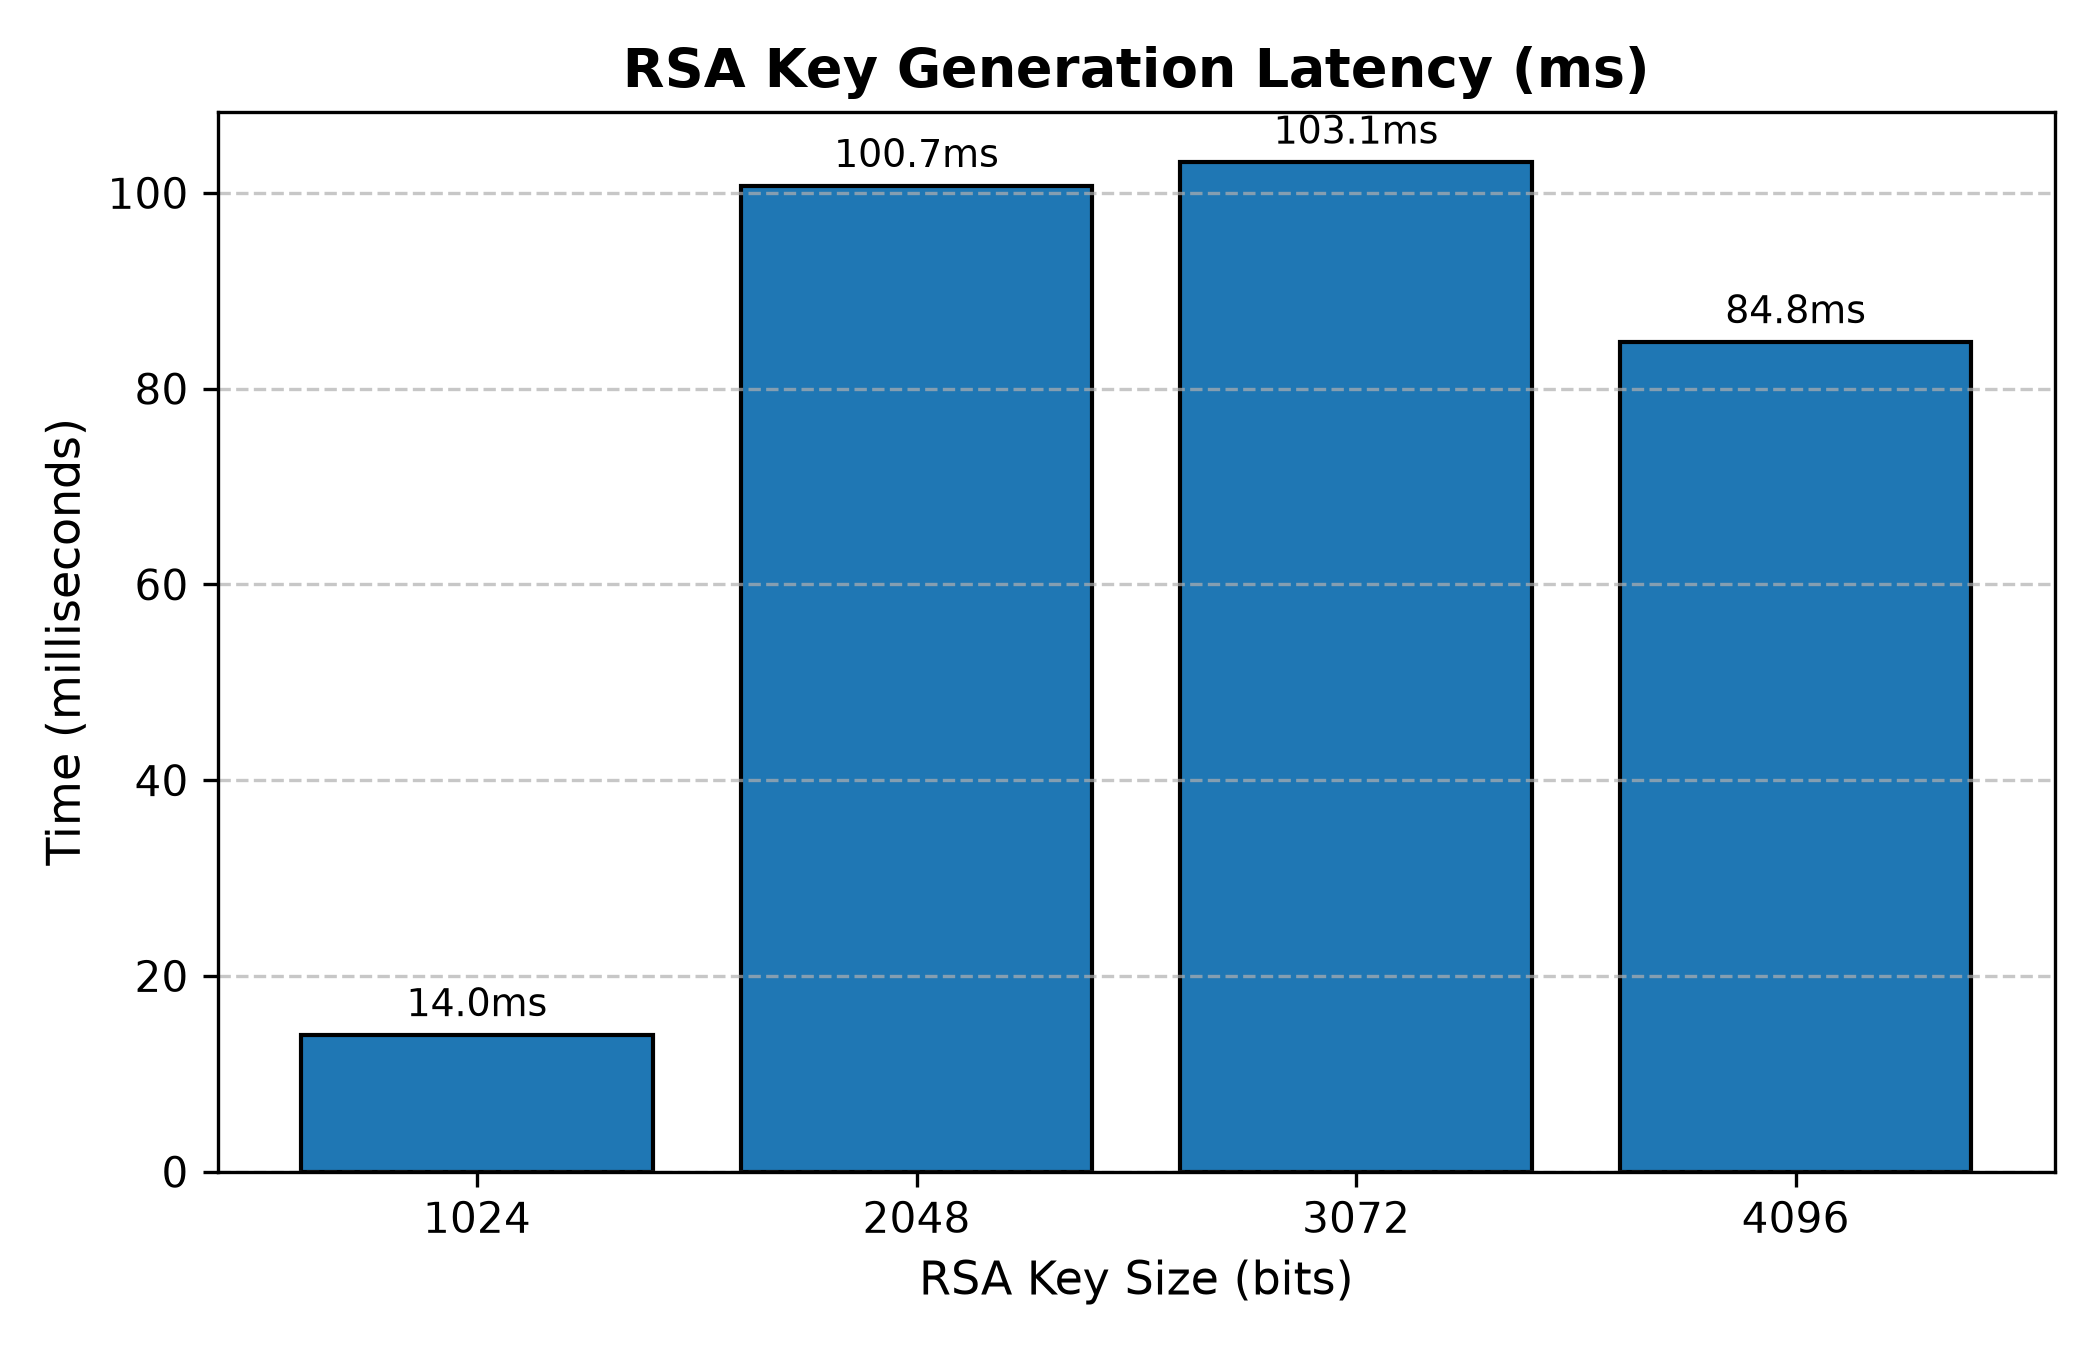 RSA Key Generation Latency (ms)
103.1ms
100.7ms
100
84.8ms
80
60
40
20
14.0ms
0
Time (milliseconds)
1024 2048 3072 4096
RSA Key Size (bits)